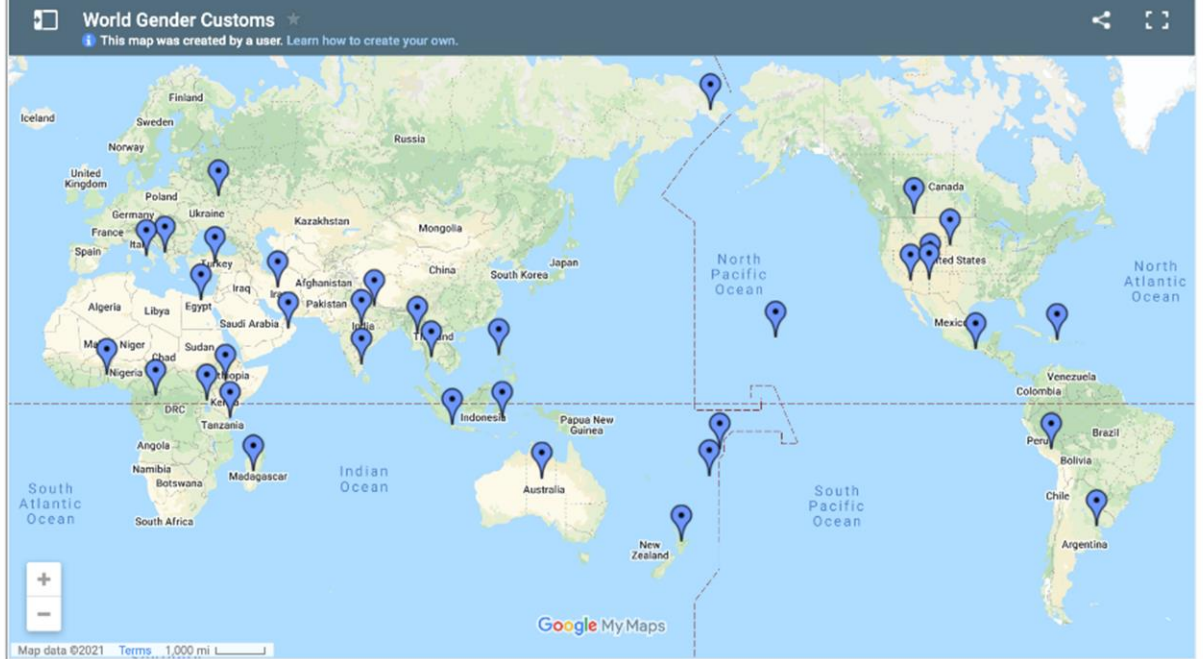 World Gender Customs
This map was created by a user. Learn how to create your own.
Iceland
Finland
Sweden
Norway
Russia
United
Kingdom
Poland
Germany
Ukraine
France
Ita
Spain
Kazakhstan
Mongolia
Turkey
Afghanistan
China
South Korea
Japan
Iraq
Iran
Pakistan
Algeria
Libya
Egypt
Saudi Arabia
India
Thailand
Mali
Niger
Chad
Sudan
Nigeria
Ethiopia
Kenya
DRC
Tanzania
Indonesia
Papua New
Guinea
Angola
Namibia
Botswana
Madagascar
South Africa
Indian
Ocean
South
Atlantic
Ocean
Australia
New
Zealand
Canada
United States
North
Pacific
Ocean
North
Atlantic
Ocean
Mexico
Venezuela
Colombia
Peru
Brazil
Bolivia
Chile
South
Pacific
Ocean
Argentina
+
−
Google My Maps
Map data ©2021 Terms 1,000 mi